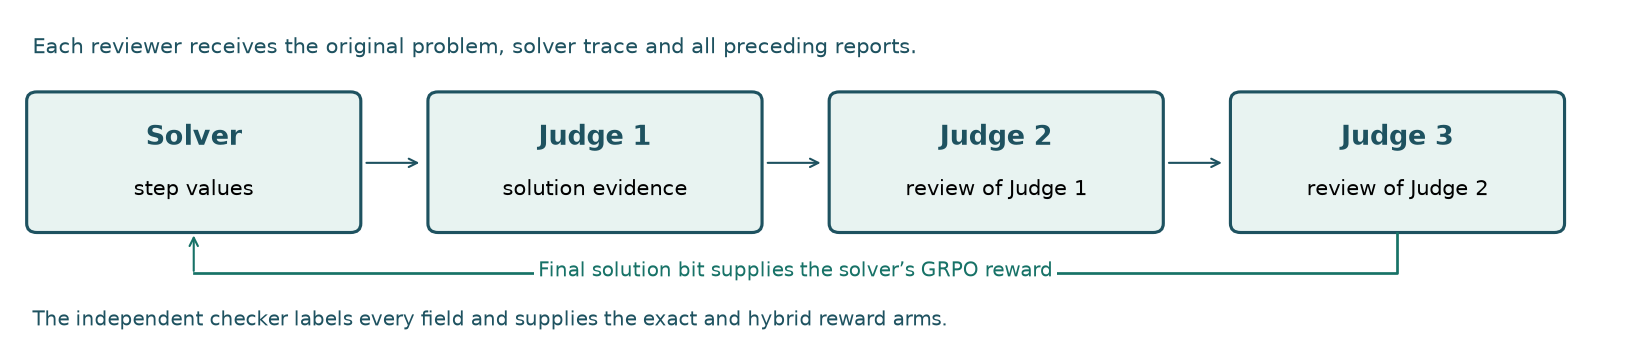 Each reviewer receives the original problem, solver trace and all preceding reports.
Solver
step values
Judge 1
solution evidence
Judge 2
review of Judge 1
Judge 3
review of Judge 2
Final solution bit supplies the solver’s GRPO reward
The independent checker labels every field and supplies the exact and hybrid reward arms.